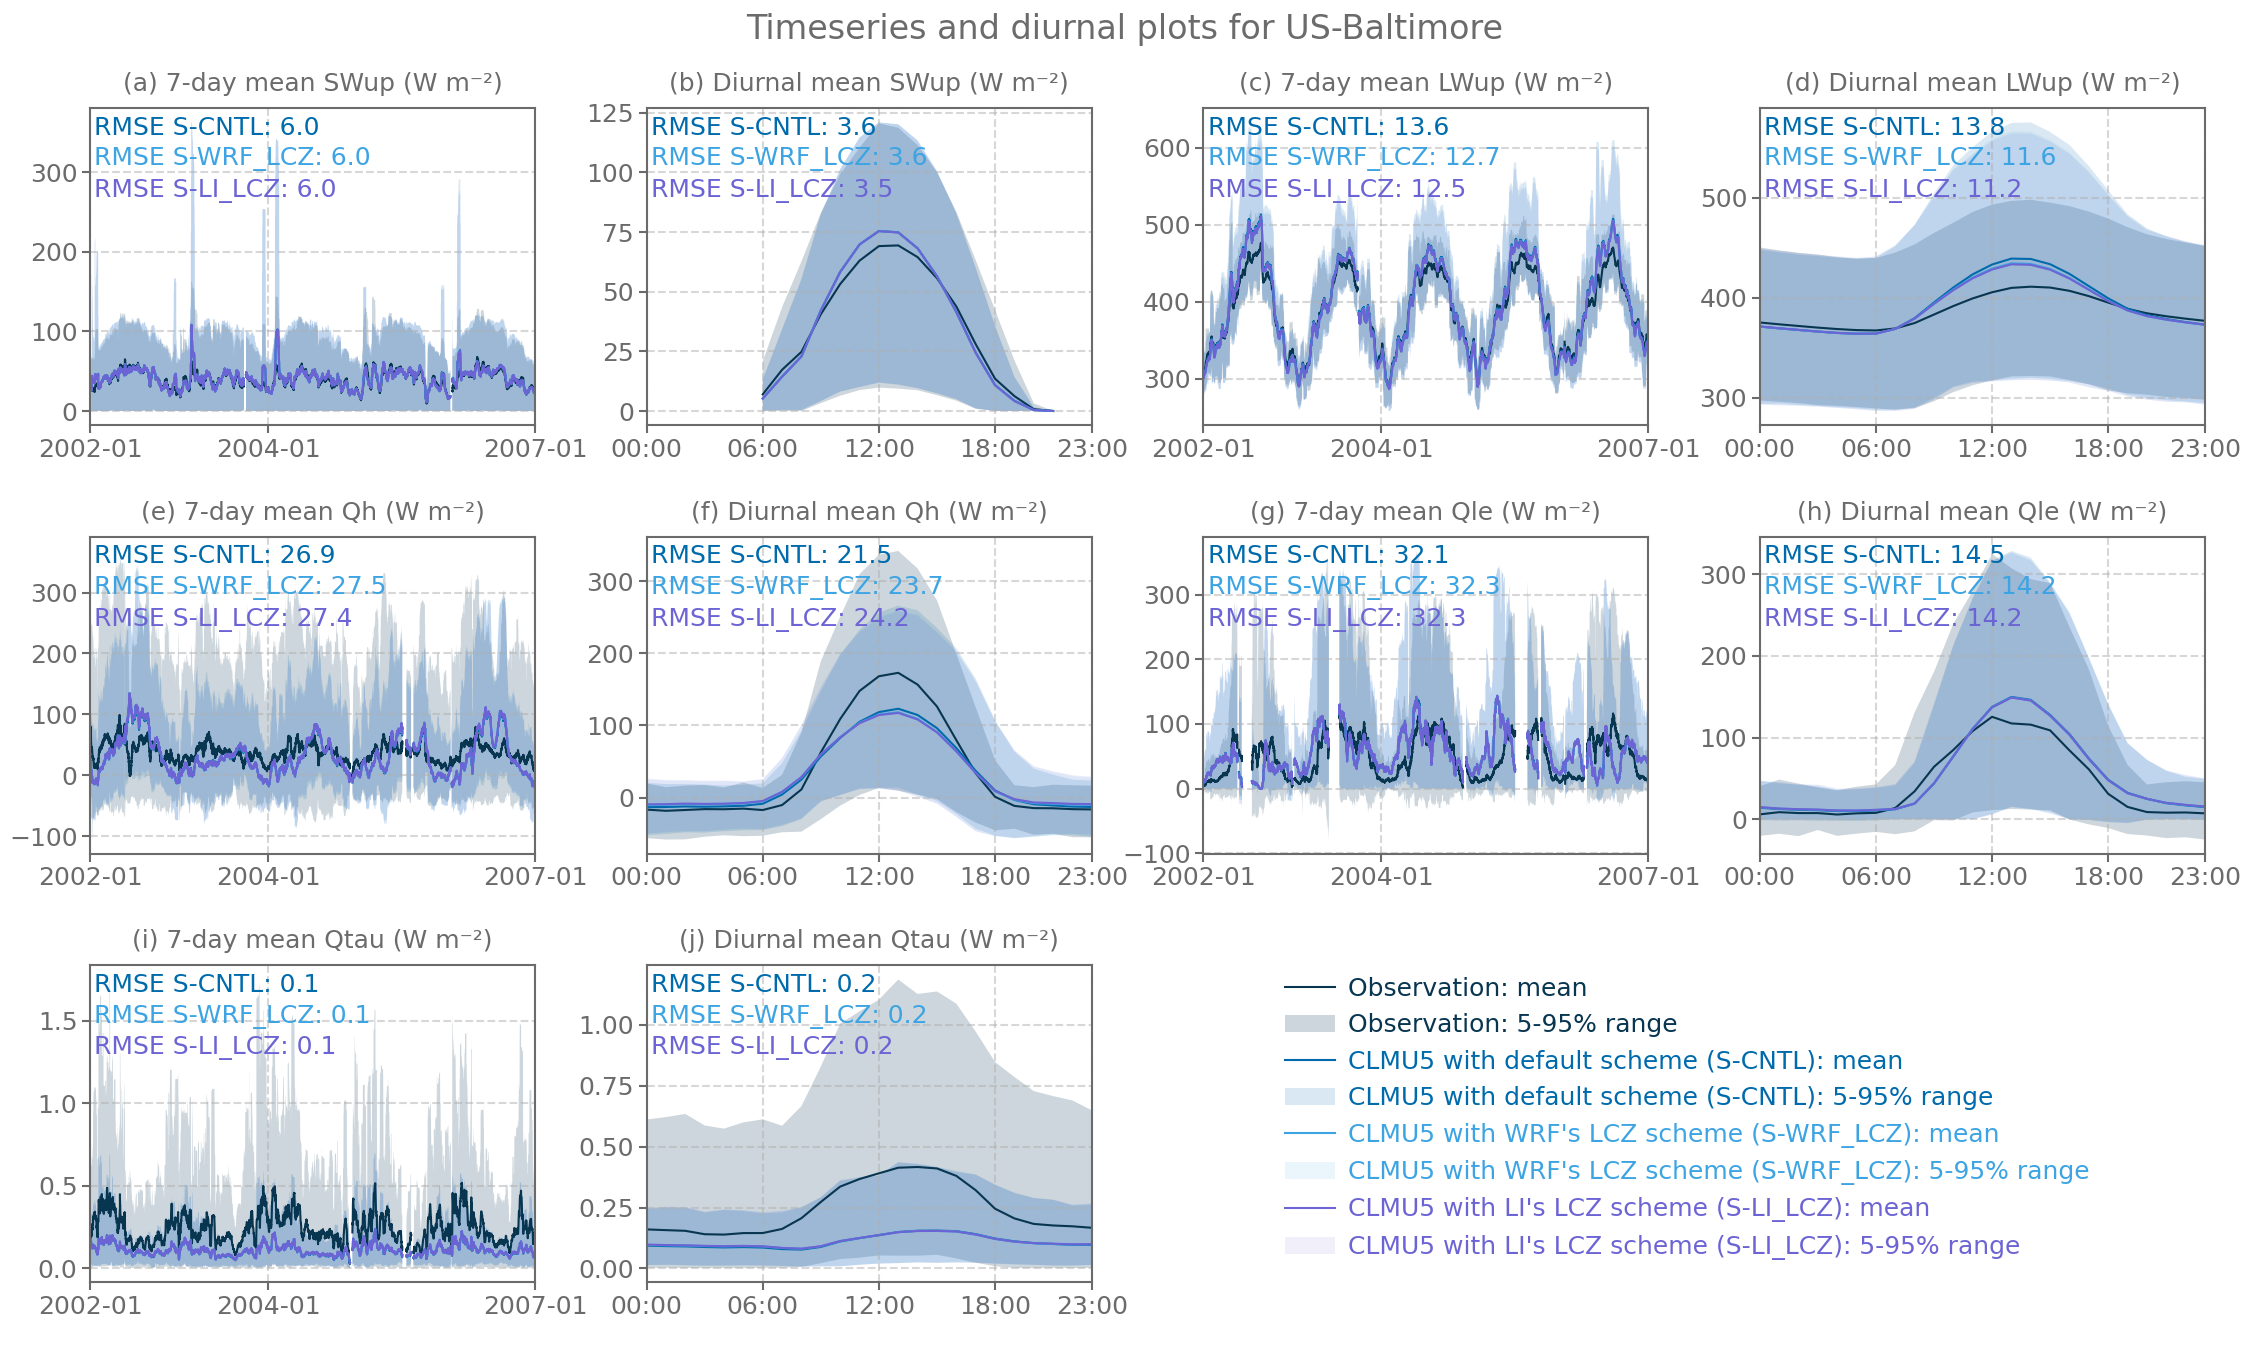 Timeseries and diurnal plots for US-Baltimore
(a) 7-day mean SWup (W m⁻²)
RMSE S-CNTL: 6.0
RMSE S-WRF_LCZ: 6.0
RMSE S-LI_LCZ: 6.0
300
200
100
0
2002-01
2004-01
2007-01
(b) Diurnal mean SWup (W m⁻²)
RMSE S-CNTL: 3.6
RMSE S-WRF_LCZ: 3.6
RMSE S-LI_LCZ: 3.5
125
100
75
50
25
0
00:00
06:00
12:00
18:00
23:00
(c) 7-day mean LWup (W m⁻²)
RMSE S-CNTL: 13.6
RMSE S-WRF_LCZ: 12.7
RMSE S-LI_LCZ: 12.5
600
500
400
300
2002-01
2004-01
2007-01
(d) Diurnal mean LWup (W m⁻²)
RMSE S-CNTL: 13.8
RMSE S-WRF_LCZ: 11.6
RMSE S-LI_LCZ: 11.2
500
400
300
00:00
06:00
12:00
18:00
23:00
(e) 7-day mean Qh (W m⁻²)
RMSE S-CNTL: 26.9
RMSE S-WRF_LCZ: 27.5
RMSE S-LI_LCZ: 27.4
300
200
100
0
−100
2002-01
2004-01
2007-01
(f) Diurnal mean Qh (W m⁻²)
RMSE S-CNTL: 21.5
RMSE S-WRF_LCZ: 23.7
RMSE S-LI_LCZ: 24.2
300
200
100
0
00:00
06:00
12:00
18:00
23:00
(g) 7-day mean Qle (W m⁻²)
RMSE S-CNTL: 32.1
RMSE S-WRF_LCZ: 32.3
RMSE S-LI_LCZ: 32.3
300
200
100
0
−100
2002-01
2004-01
2007-01
(h) Diurnal mean Qle (W m⁻²)
RMSE S-CNTL: 14.5
RMSE S-WRF_LCZ: 14.2
RMSE S-LI_LCZ: 14.2
300
200
100
0
00:00
06:00
12:00
18:00
23:00
(i) 7-day mean Qtau (W m⁻²)
RMSE S-CNTL: 0.1
RMSE S-WRF_LCZ: 0.1
RMSE S-LI_LCZ: 0.1
1.5
1.0
0.5
0.0
2002-01
2004-01
2007-01
(j) Diurnal mean Qtau (W m⁻²)
RMSE S-CNTL: 0.2
RMSE S-WRF_LCZ: 0.2
RMSE S-LI_LCZ: 0.2
1.00
0.75
0.50
0.25
0.00
00:00
06:00
12:00
18:00
23:00
Observation: mean
Observation: 5-95% range
CLMU5 with default scheme (S-CNTL): mean
CLMU5 with default scheme (S-CNTL): 5-95% range
CLMU5 with WRF's LCZ scheme (S-WRF_LCZ): mean
CLMU5 with WRF's LCZ scheme (S-WRF_LCZ): 5-95% range
CLMU5 with LI's LCZ scheme (S-LI_LCZ): mean
CLMU5 with LI's LCZ scheme (S-LI_LCZ): 5-95% range